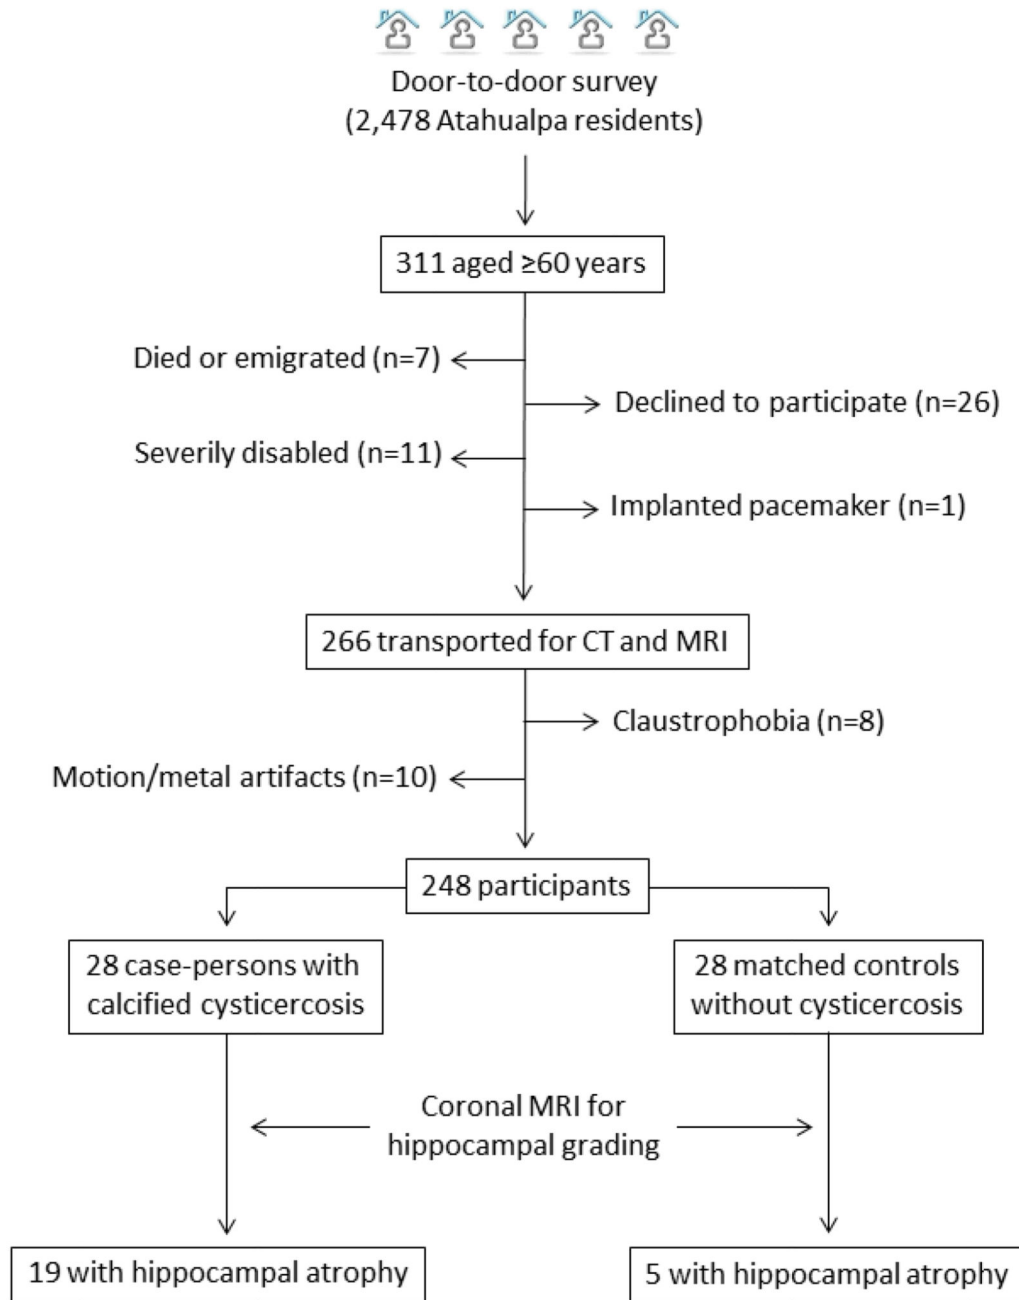 Door-to-door survey
(2,478 Atahualpa residents)
311 aged ≥60 years
Died or emigrated (n=7)
Declined to participate (n=26)
Severily disabled (n=11)
Implanted pacemaker (n=1)
266 transported for CT and MRI
Claustrophobia (n=8)
Motion/metal artifacts (n=10)
248 participants
28 case-persons with
calcified cysticercosis
28 matched controls
without cysticercosis
Coronal MRI for
hippocampal grading
19 with hippocampal atrophy
5 with hippocampal atrophy